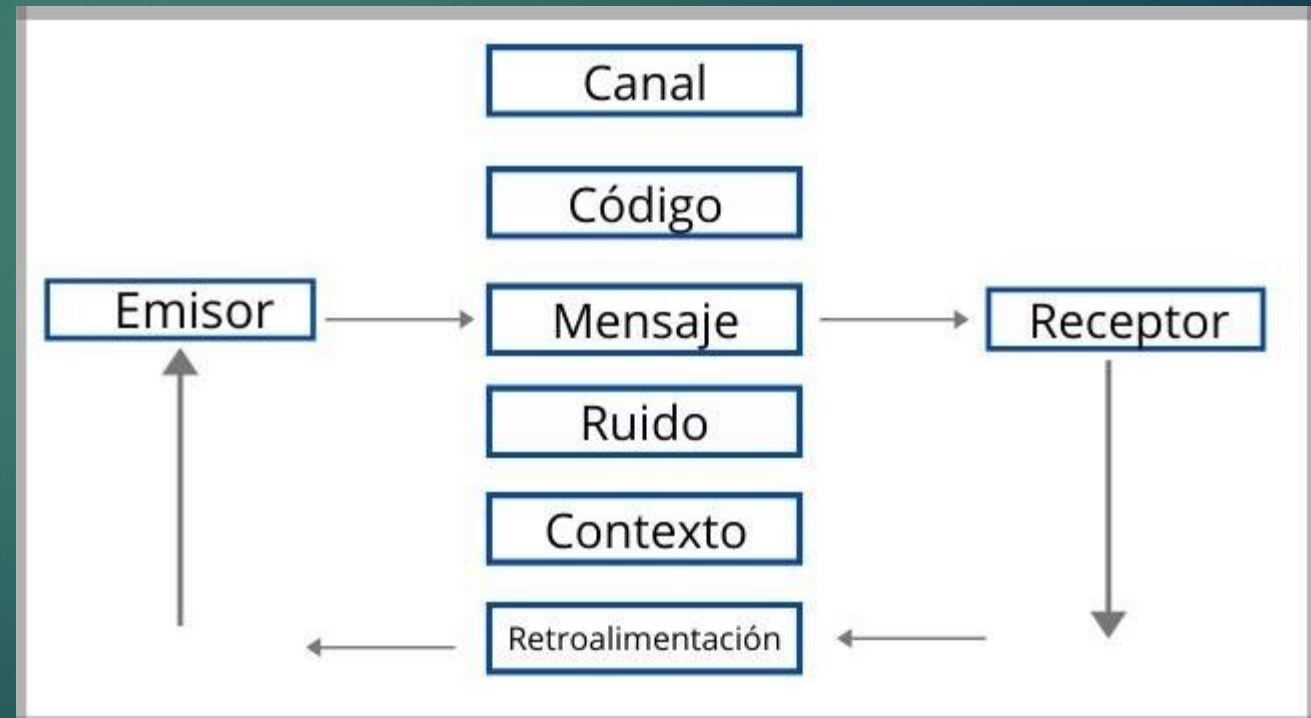 Canal
Código
Emisor
Mensaje
Receptor
Ruido
Contexto
Retroalimentación